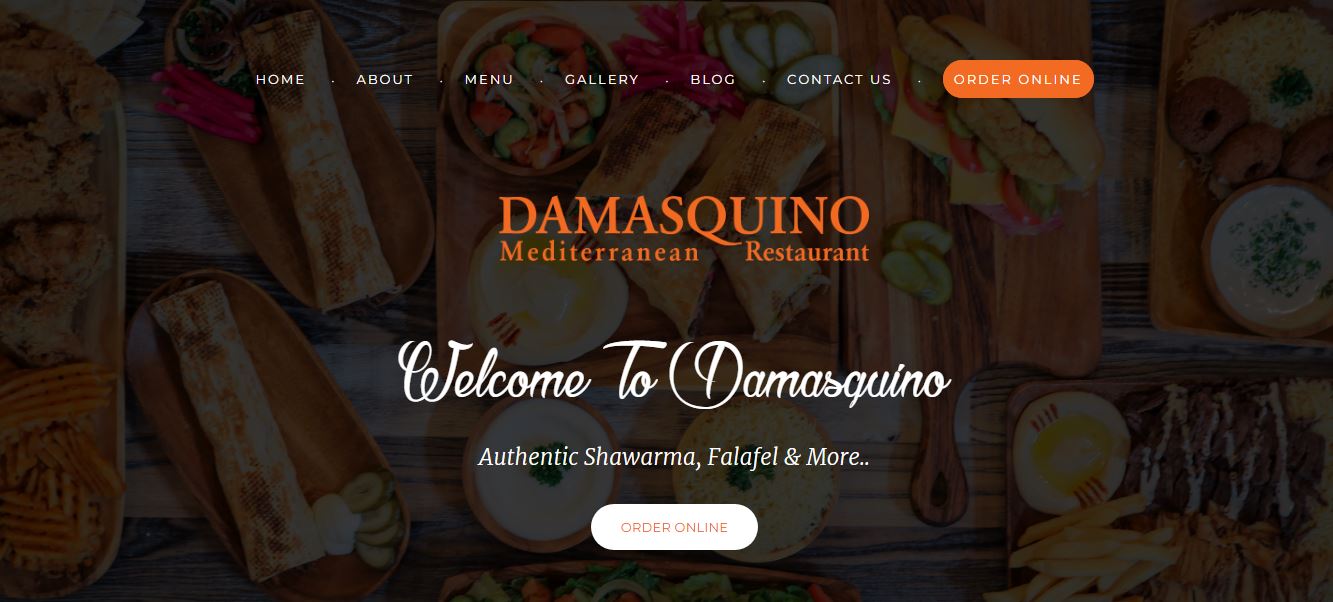 HOME · ABOUT · MENU · GALLERY · BLOG · CONTACT US · ORDER ONLINE
DAMASQUINO
Mediterranean Restaurant
Welcome To Damasquino
Authentic Shawarma, Falafel & More..
ORDER ONLINE